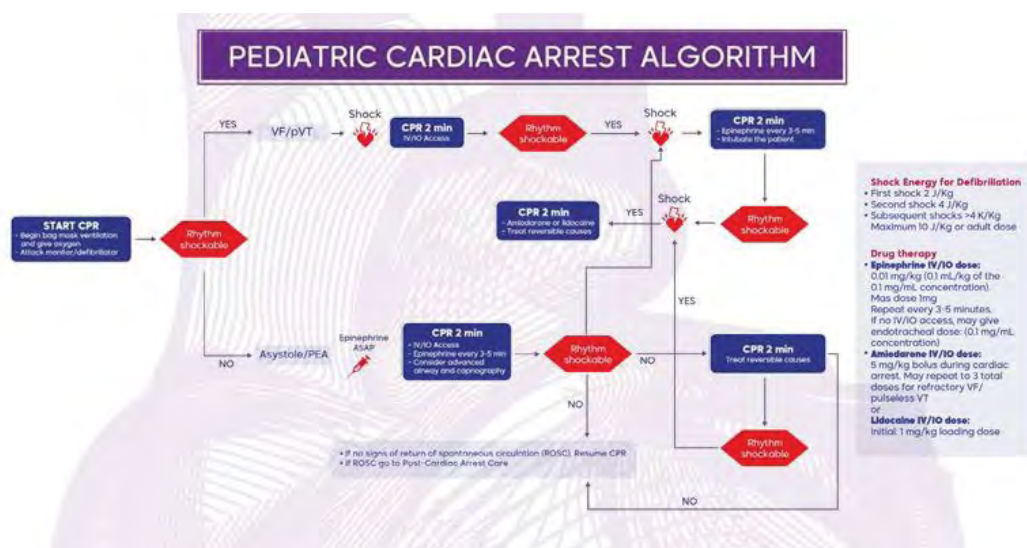 PEDIATRIC CARDIAC ARREST ALGORITHM
START CPR
- Begin bag mask ventilation
and give oxygen
- Attack monitor/defibrillator
Rhythm
shockable
YES
VF/pVT
Shock
CPR 2 min
IV/IO Access
Rhythm
shockable
YES
Shock
CPR 2 min
- Epinephrine every 3-5 min
- Intubate the patient
Rhythm
shockable
Shock
YES
CPR 2 min
- Amiodarone or lidocaine
- Treat reversible causes
NO
Asystole/PEA
Epinephrine
ASAP
CPR 2 min
- IV/IO Access
- Epinephrine every 3-5 min
- Consider advanced
airway and capnography
Rhythm
shockable
NO
CPR 2 min
Treat reversible causes
YES
Rhythm
shockable
NO
NO
• If no signs of return of spontaneous circulation (ROSC), Resume CPR
• If ROSC go to Post-Cardiac Arrest Care
Shock Energy for Defibrillation
• First shock 2 J/Kg
• Second shock 4 J/Kg
• Subsequent shocks >4 K/Kg
Maximum 10 J/Kg or adult dose
Drug therapy
• Epinephrine IV/IO dose:
0.01 mg/kg (0.1 mL/kg of the
0.1 mg/mL concentration).
Mas dose 1mg
Repeat every 3-5 minutes.
If no IV/IO access, may give
endotracheal dose: (0.1 mg/mL
concentration)
• Amiodarone IV/IO dose:
5 mg/kg bolus during cardiac
arrest. May repeat to 3 total
doses for refractory VF/
pulseless VT
or
Lidocaine IV/IO dose:
Initial: 1 mg/kg loading dose